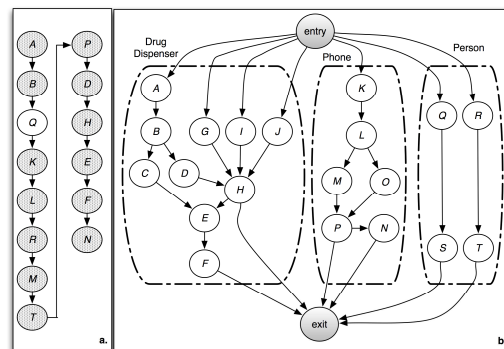 A
B
Q
K
L
R
M
T
P
D
H
E
F
N
a.
entry
Drug
Dispenser
Phone
Person
A
K
Q
R
B
G
I
J
L
C
D
H
M
O
E
P
N
F
S
T
exit
b.